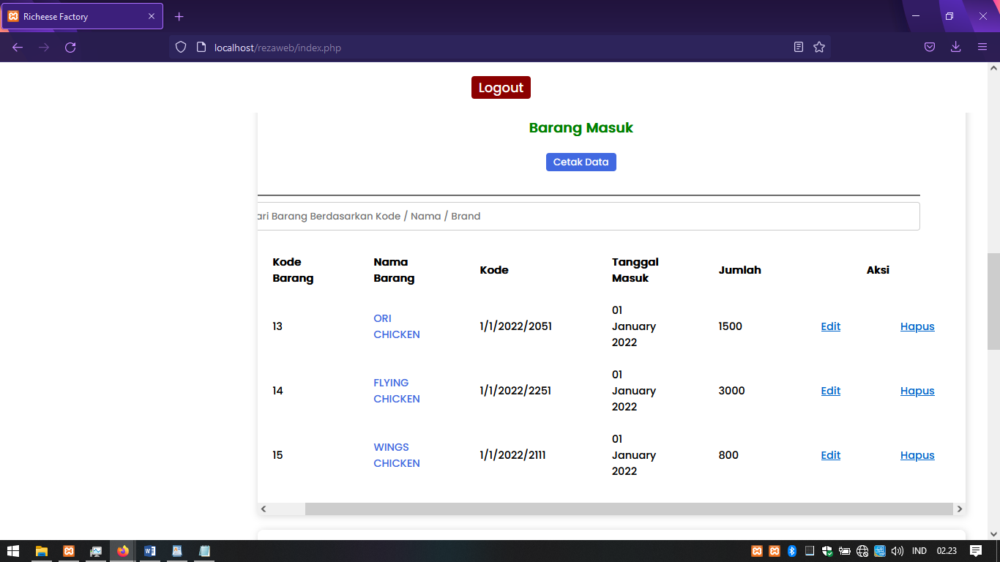 Richeese Factory
localhost/rezaweb/index.php
Logout
Barang Masuk
Cetak Data
ari Barang Berdasarkan Kode / Nama / Brand
Kode Barang Nama Barang Kode Tanggal Masuk Jumlah Aksi
13 ORI CHICKEN 1/1/2022/2051 01 January 2022 1500 Edit Hapus
14 FLYING CHICKEN 1/1/2022/2251 01 January 2022 3000 Edit Hapus
15 WINGS CHICKEN 1/1/2022/2111 01 January 2022 800 Edit Hapus
IND 02.23